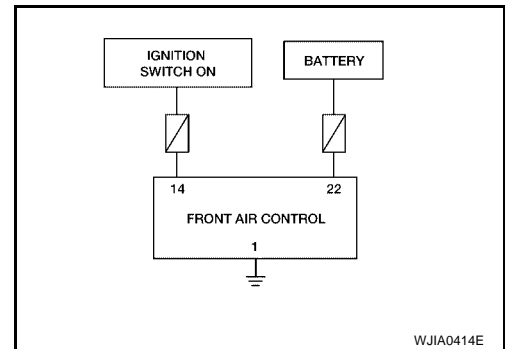 IGNITION
SWITCH ON
BATTERY
14
22
FRONT AIR CONTROL
1
WJIA0414E